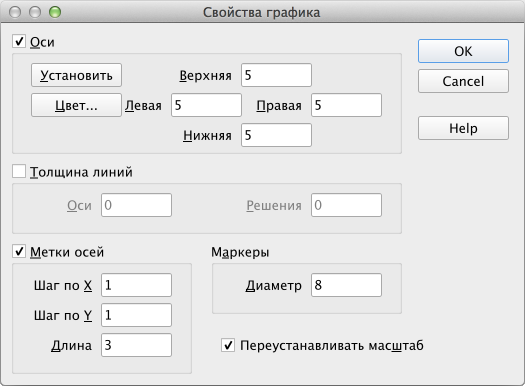 Свойства графика
Оси
OK
Установить
Верхняя 5
Cancel
Цвет...
Левая 5
Правая 5
Нижняя 5
Help
Толщина линий
Оси 0
Решения 0
Метки осей
Маркеры
Шаг по X 1
Диаметр 8
Шаг по Y 1
Длина 3
Переустанавливать масштаб